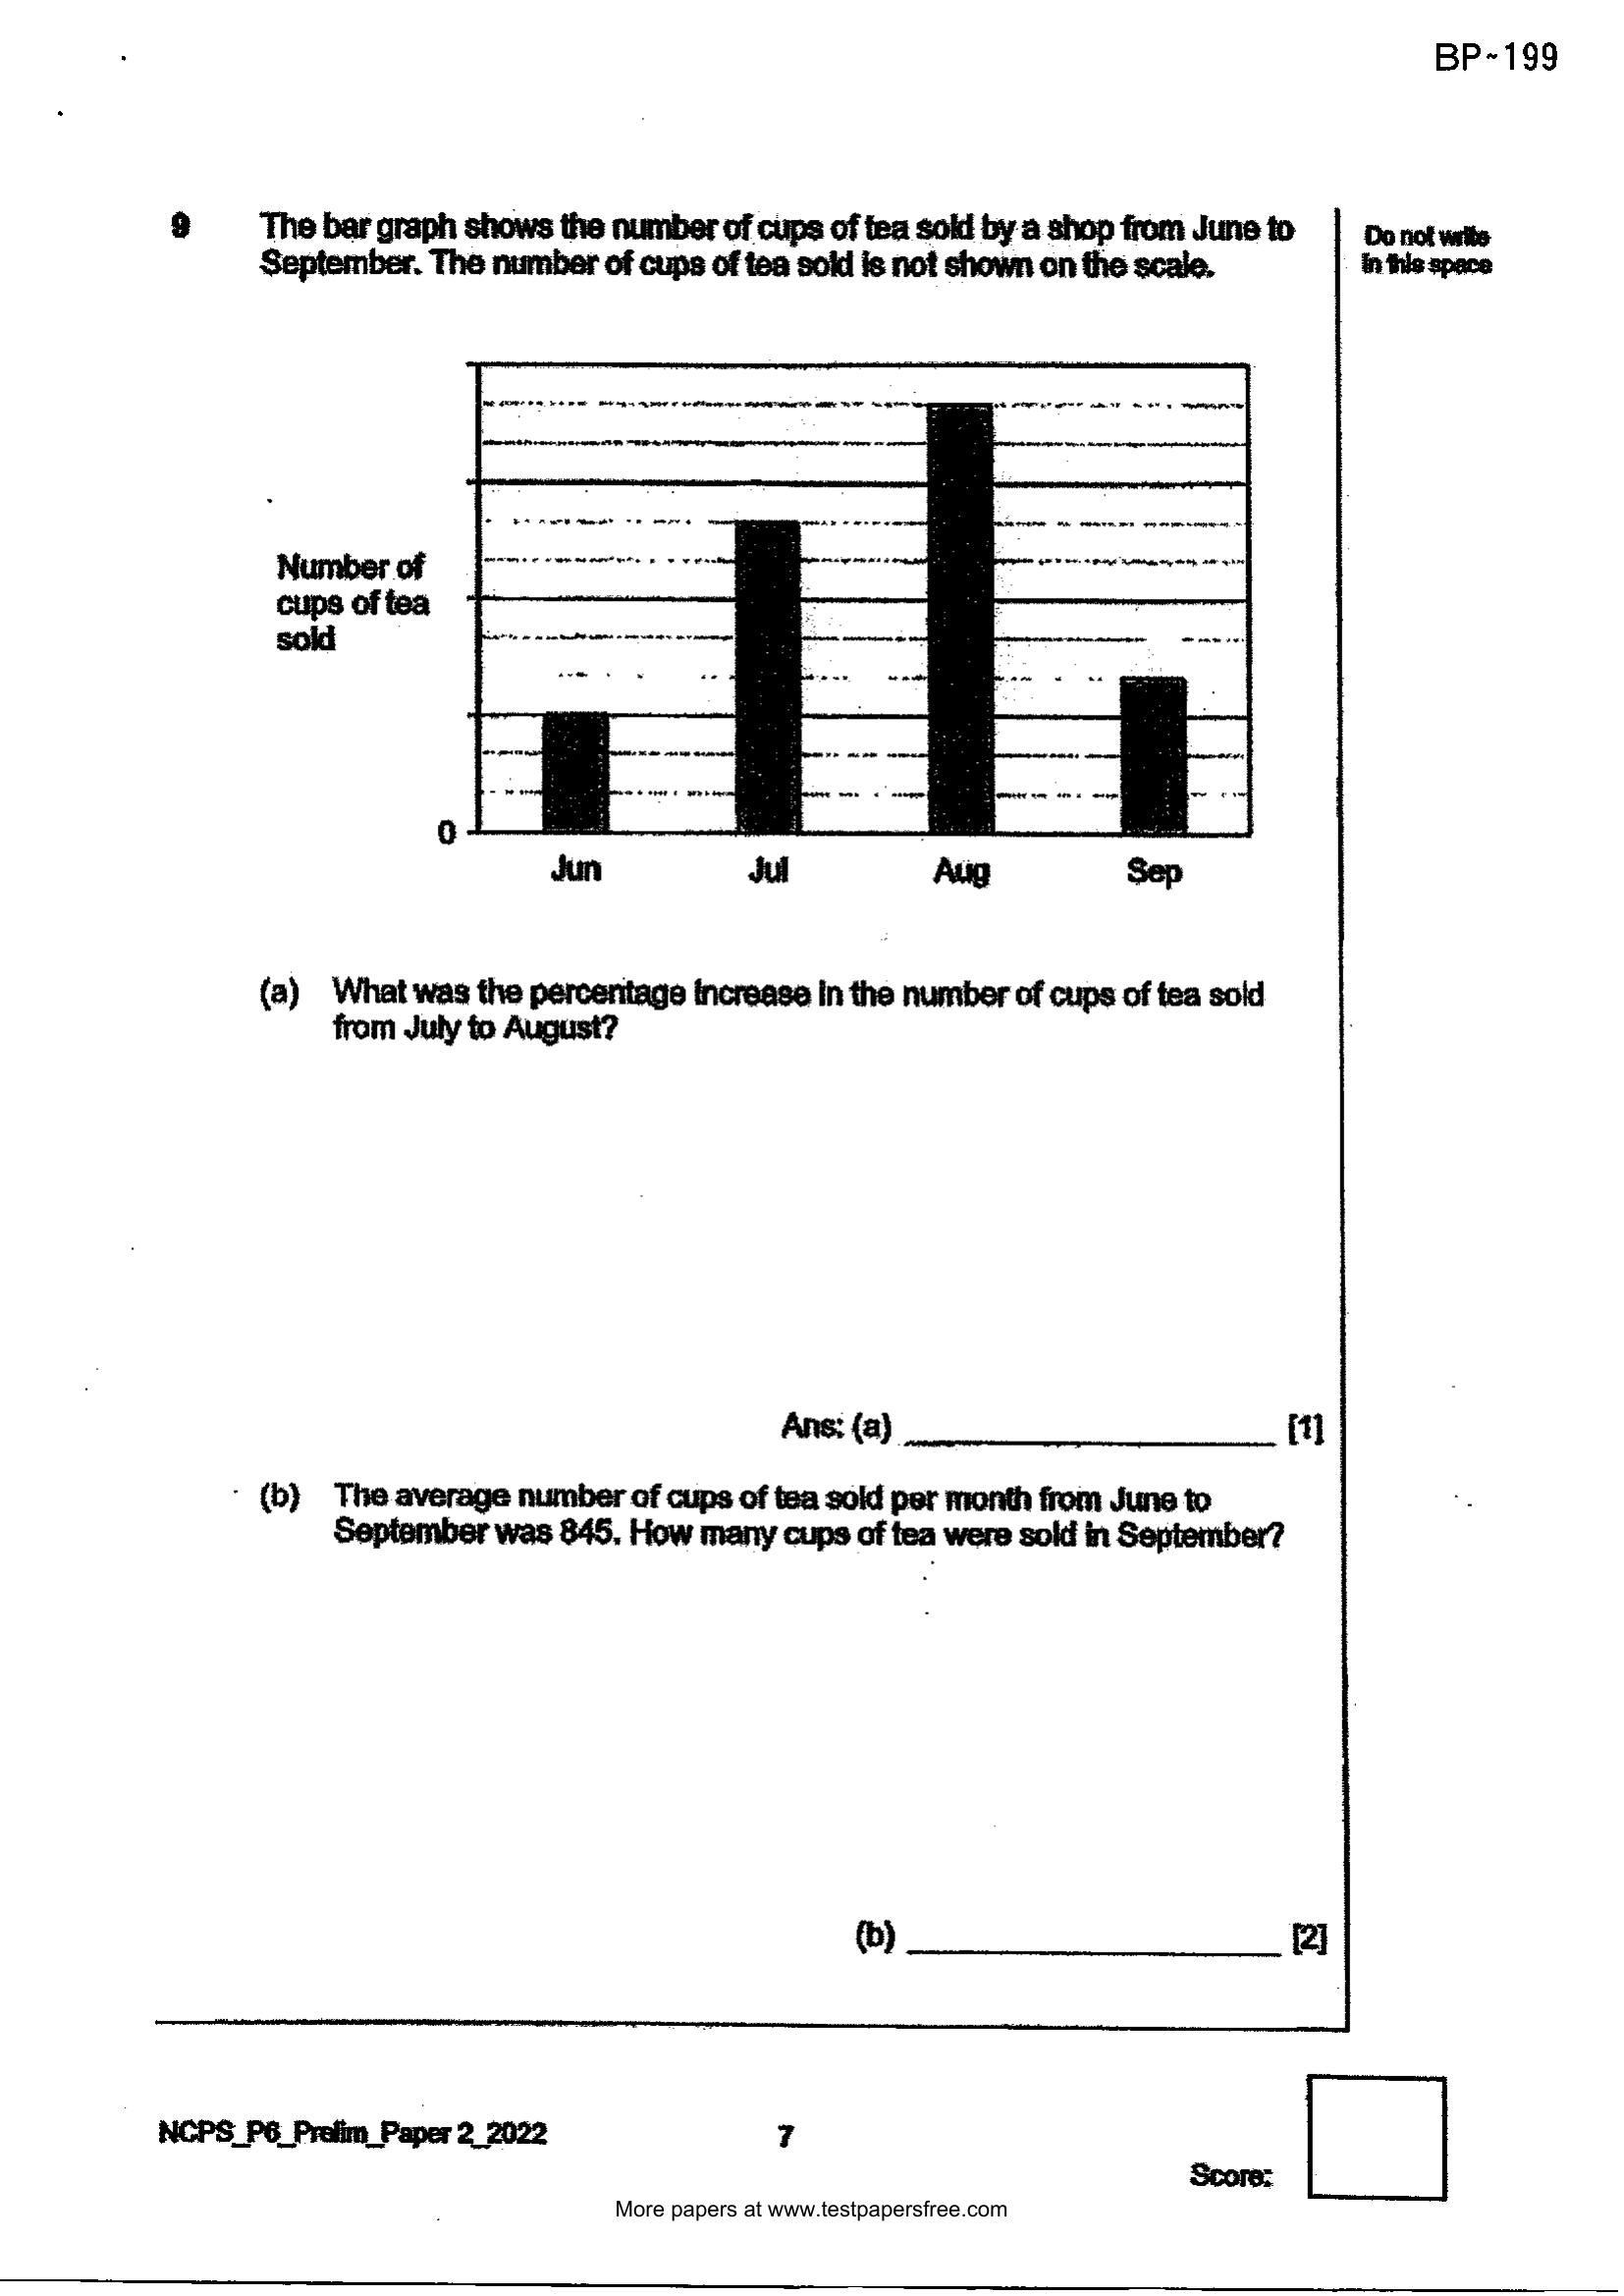 BP~199
9 The bar graph shows the number of cups of tea sold by a shop from June to
September. The number of cups of tea sold is not shown on the scale.
Do not write
in this space
Number of
cups of tea
sold
0
Jun Jul Aug Sep
(a) What was the percentage increase in the number of cups of tea sold
from July to August?
Ans: (a) [1]
(b) The average number of cups of tea sold per month from June to
September was 845. How many cups of tea were sold in September?
(b) [2]
NCPS_P6_Prelim_Paper 2_2022 7
Score:
More papers at www.testpapersfree.com